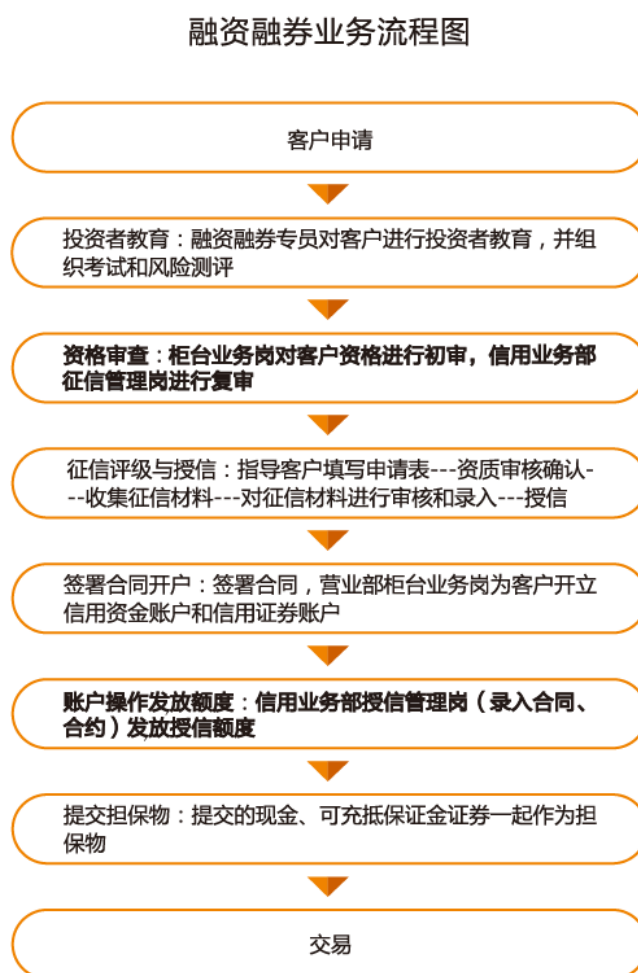 融资融券业务流程图
客户申请
投资者教育：融资融券专员对客户进行投资者教育，并组
织考试和风险测评
资格审查：柜台业务岗对客户资格进行初审，信用业务部
征信管理岗进行复审
征信评级与授信：指导客户填写申请表---资质审核确认-
--收集征信材料---对征信材料进行审核和录入---授信
签署合同开户：签署合同，营业部柜台业务岗为客户开立
信用资金账户和信用证券账户
账户操作发放额度：信用业务部授信管理岗（录入合同、
合约）发放授信额度
提交担保物：提交的现金、可充抵保证金证券一起作为担
保物
交易